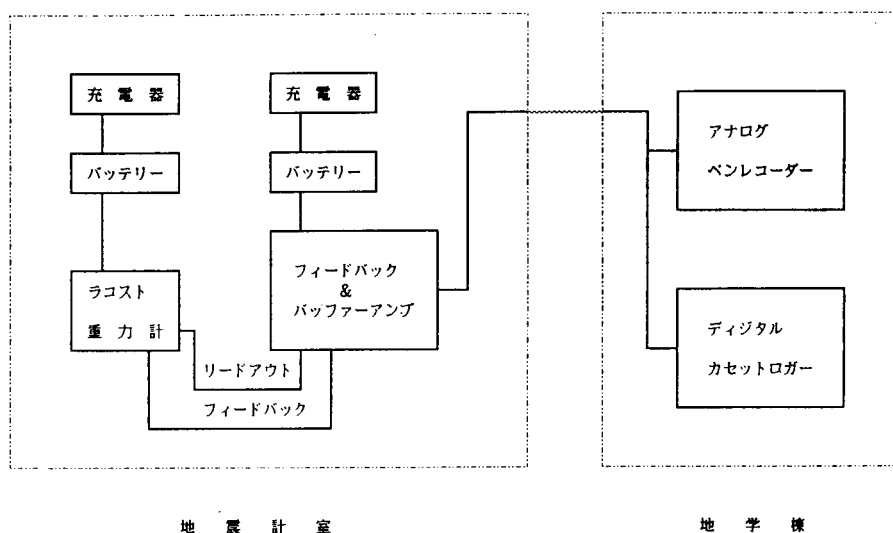 充電器
バッテリー
ラコスト
重力計
充電器
バッテリー
フィードバック
&
バッファーアンプ
リードアウト
フィードバック
アナログ
ペンレコーダー
ディジタル
カセットロガー
地震計室
地学棟